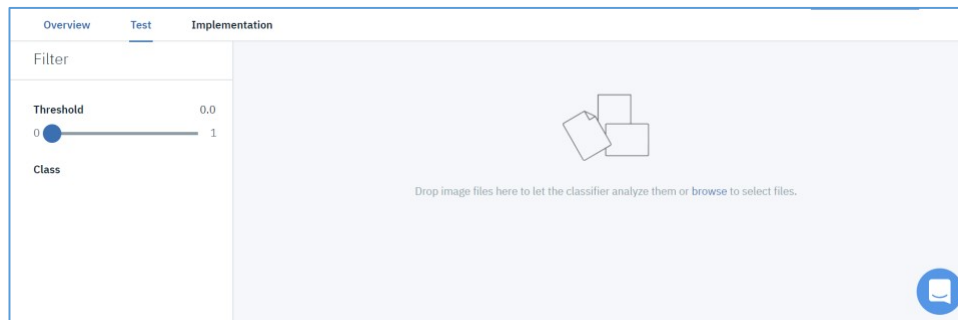 Overview Test Implementation
Filter
Threshold 0.0
0 1
Class
Drop image files here to let the classifier analyze them or browse to select files.